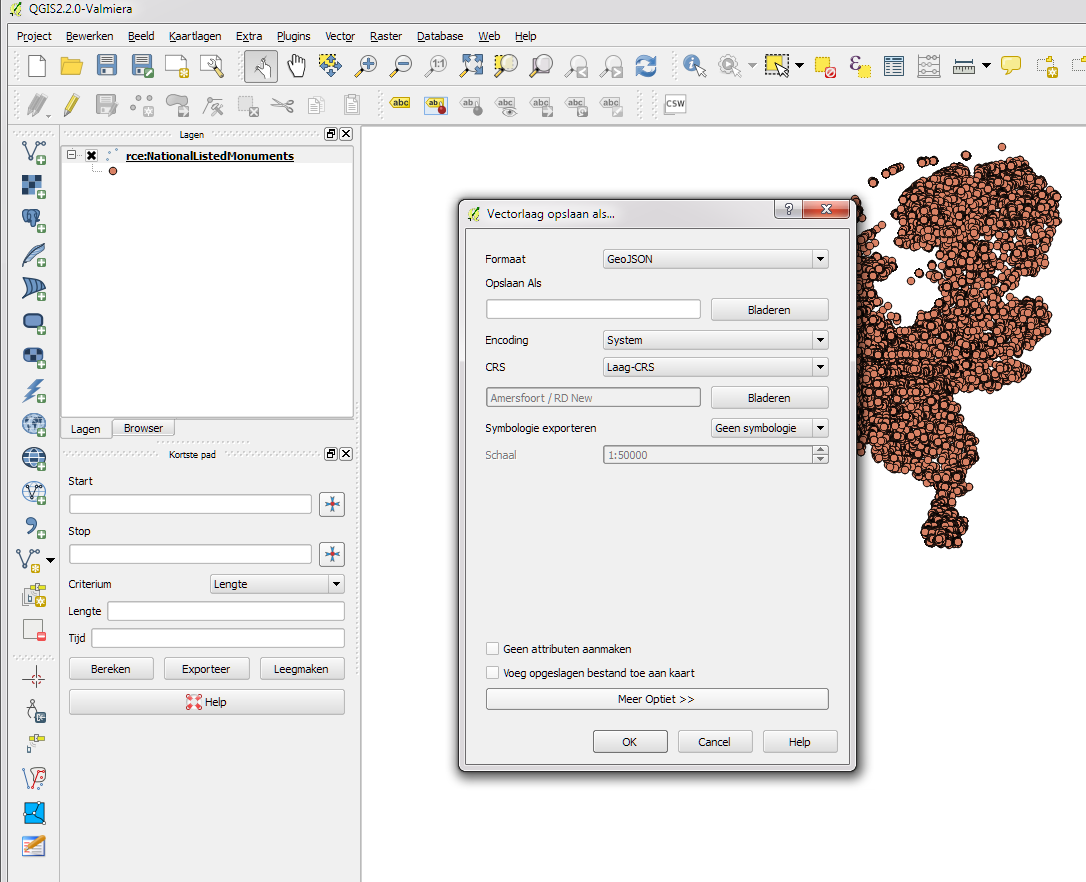 QGIS2.2.0-Valmiera
Project Bewerken Beeld Kaartlagen Extra Plugins Vector Raster Database Web Help
1:1
ε
abc abc abc abc abc abc abc CSW
Lagen
rce:NationalListedMonuments
Lagen Browser
Kortste pad
Start
Stop
Criterium Lengte
Lengte
Tijd
Bereken Exporteer Leegmaken
Help
Vectorlaag opslaan als...
?
Formaat GeoJSON
Opslaan Als
Bladeren
Encoding System
CRS Laag-CRS
Amersfoort / RD New Bladeren
Symbologie exporteren Geen symbologie
Schaal 1:50000
Geen attributen aanmaken
Voeg opgeslagen bestand toe aan kaart
Meer Optiet >>
OK Cancel Help